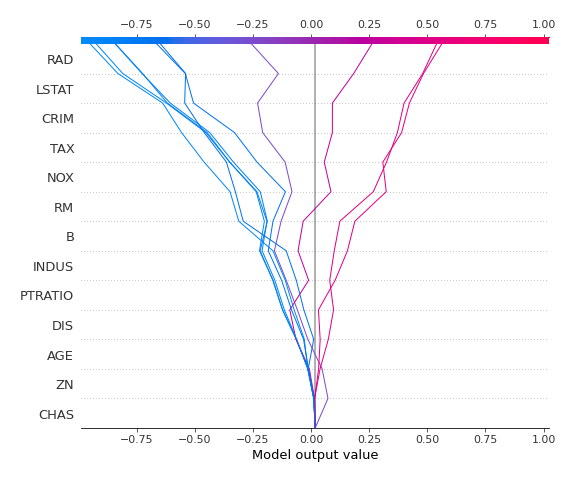 −0.75 −0.50 −0.25 0.00 0.25 0.50 0.75 1.00
RAD
LSTAT
CRIM
TAX
NOX
RM
B
INDUS
PTRATIO
DIS
AGE
ZN
CHAS
−0.75 −0.50 −0.25 0.00 0.25 0.50 0.75 1.00
Model output value